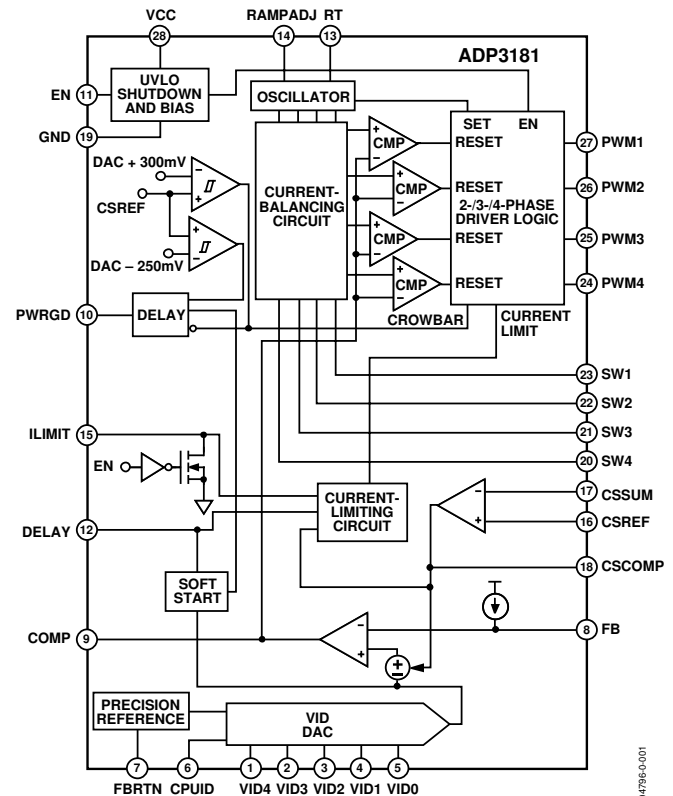 VCC RAMPADJ RT
28 14 13
ADP3181
UVLO
SHUTDOWN
AND BIAS
EN 11
GND 19
OSCILLATOR
SET EN
+
CMP
−
RESET
27 PWM1
DAC + 300mV
−
+
CSREF
CURRENT-
BALANCING
CIRCUIT
+
CMP
−
RESET
2-/3-/4-PHASE
DRIVER LOGIC
26 PWM2
+
CMP
−
RESET
25 PWM3
+
−
DAC – 250mV
+
CMP
−
RESET
24 PWM4
PWRGD 10
DELAY
CROWBAR
CURRENT
LIMIT
23 SW1
22 SW2
21 SW3
20 SW4
ILIMIT 15
EN
CURRENT-
LIMITING
CIRCUIT
−
+
17 CSSUM
16 CSREF
DELAY 12
18 CSCOMP
SOFT
START
COMP 9
−
+
+
−
8 FB
PRECISION
REFERENCE
VID
DAC
7 6 1 2 3 4 5
FBRTN CPUID VID4 VID3 VID2 VID1 VID0
04796-0-001